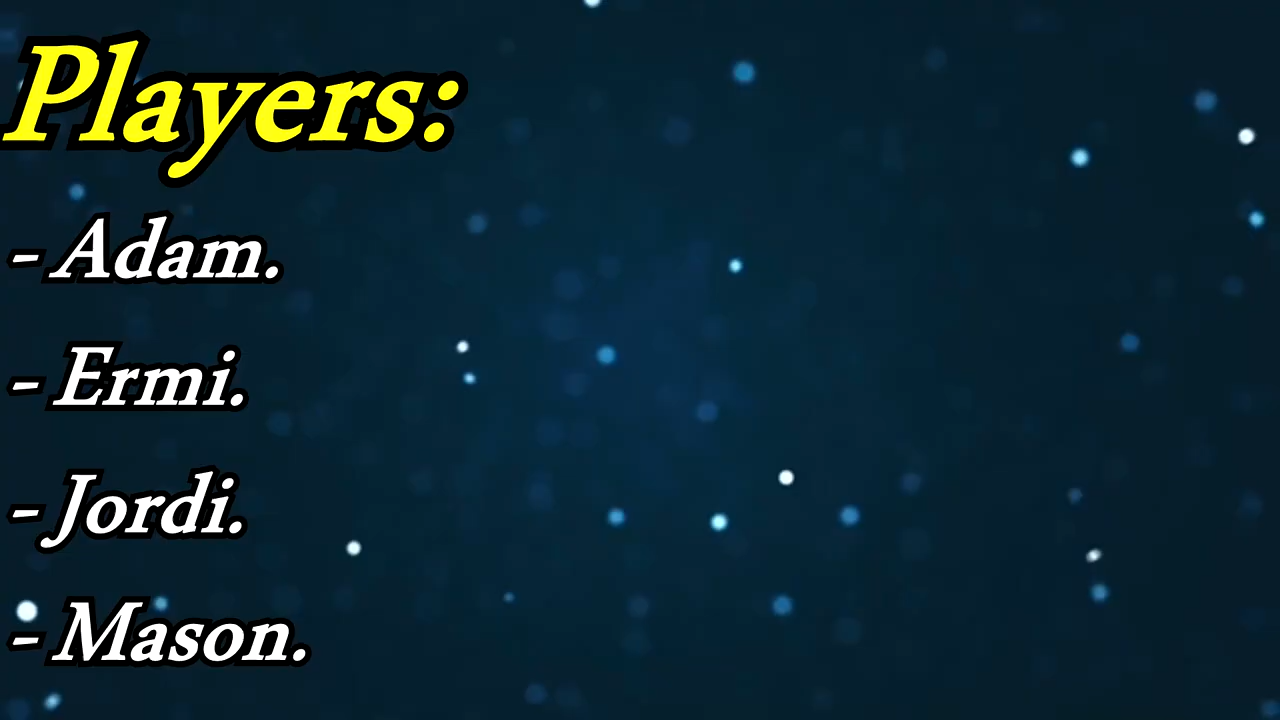 Players:
- Adam.
- Ermi.
- Jordi.
- Mason.